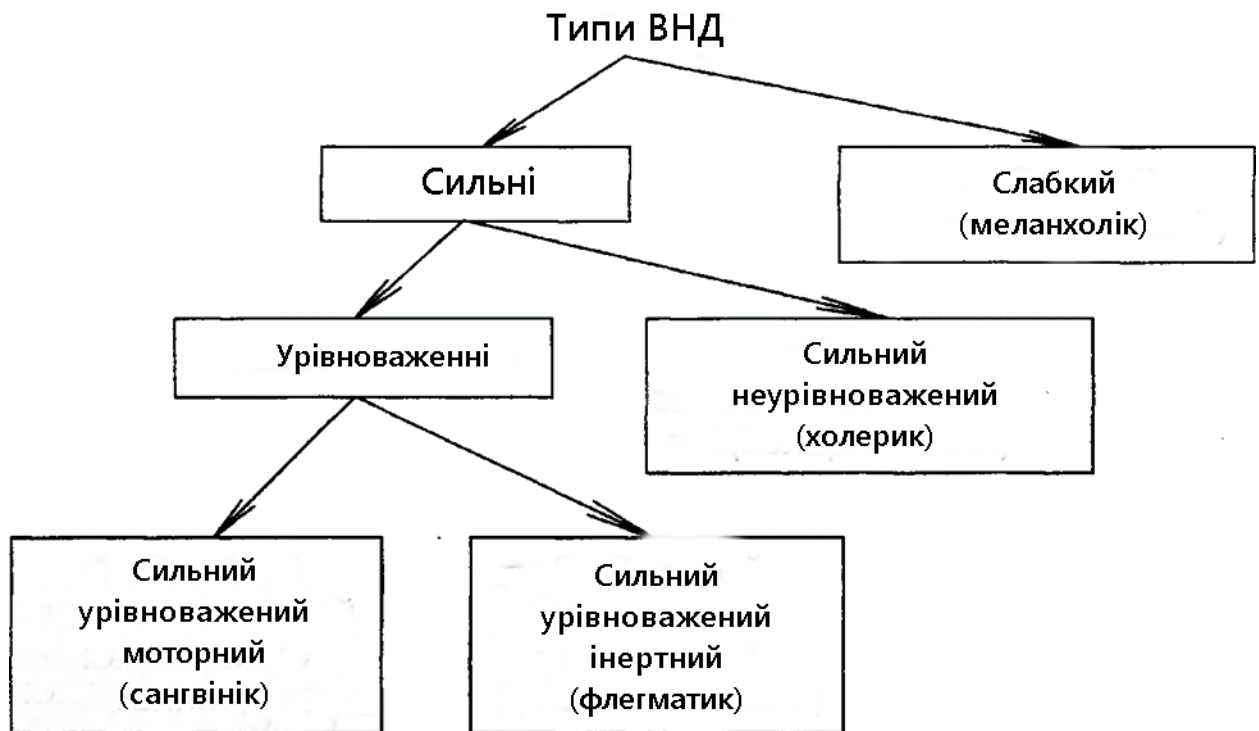 Типи ВНД
Сильні
Слабкий
(меланхолік)
Урівноваженні
Сильний
неурівноважений
(холерик)
Сильний
урівноважений
моторний
(сангвінік)
Сильний
урівноважений
інертний
(флегматик)